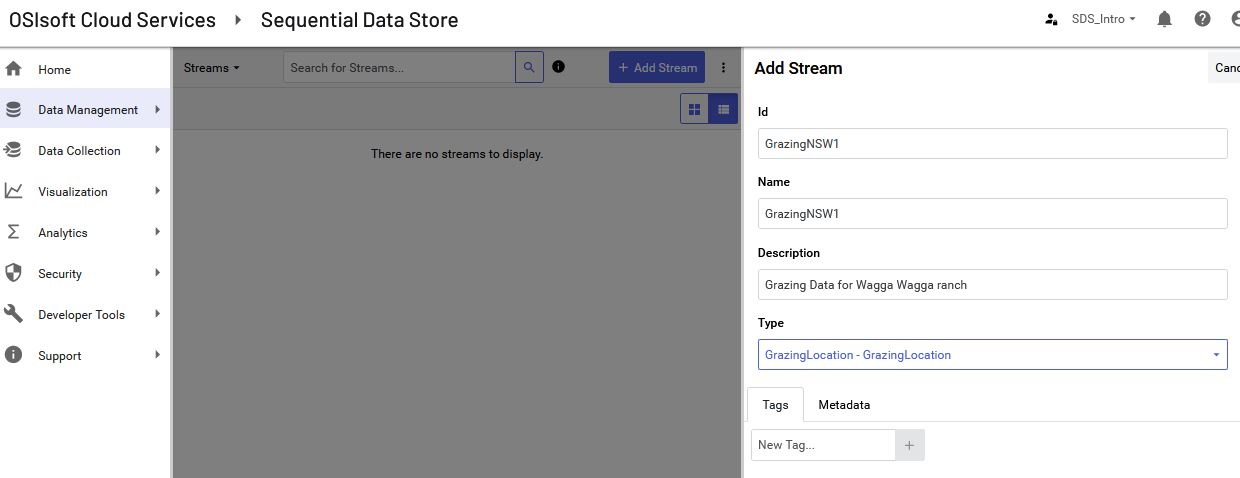 OSIsoft Cloud Services Sequential Data Store
SDS_Intro
Home
Data Management
Data Collection
Visualization
Analytics
Security
Developer Tools
Support
Streams
Search for Streams...
+ Add Stream
There are no streams to display.
Add Stream
Canc
Id
GrazingNSW1
Name
GrazingNSW1
Description
Grazing Data for Wagga Wagga ranch
Type
GrazingLocation - GrazingLocation
Tags Metadata
New Tag... +